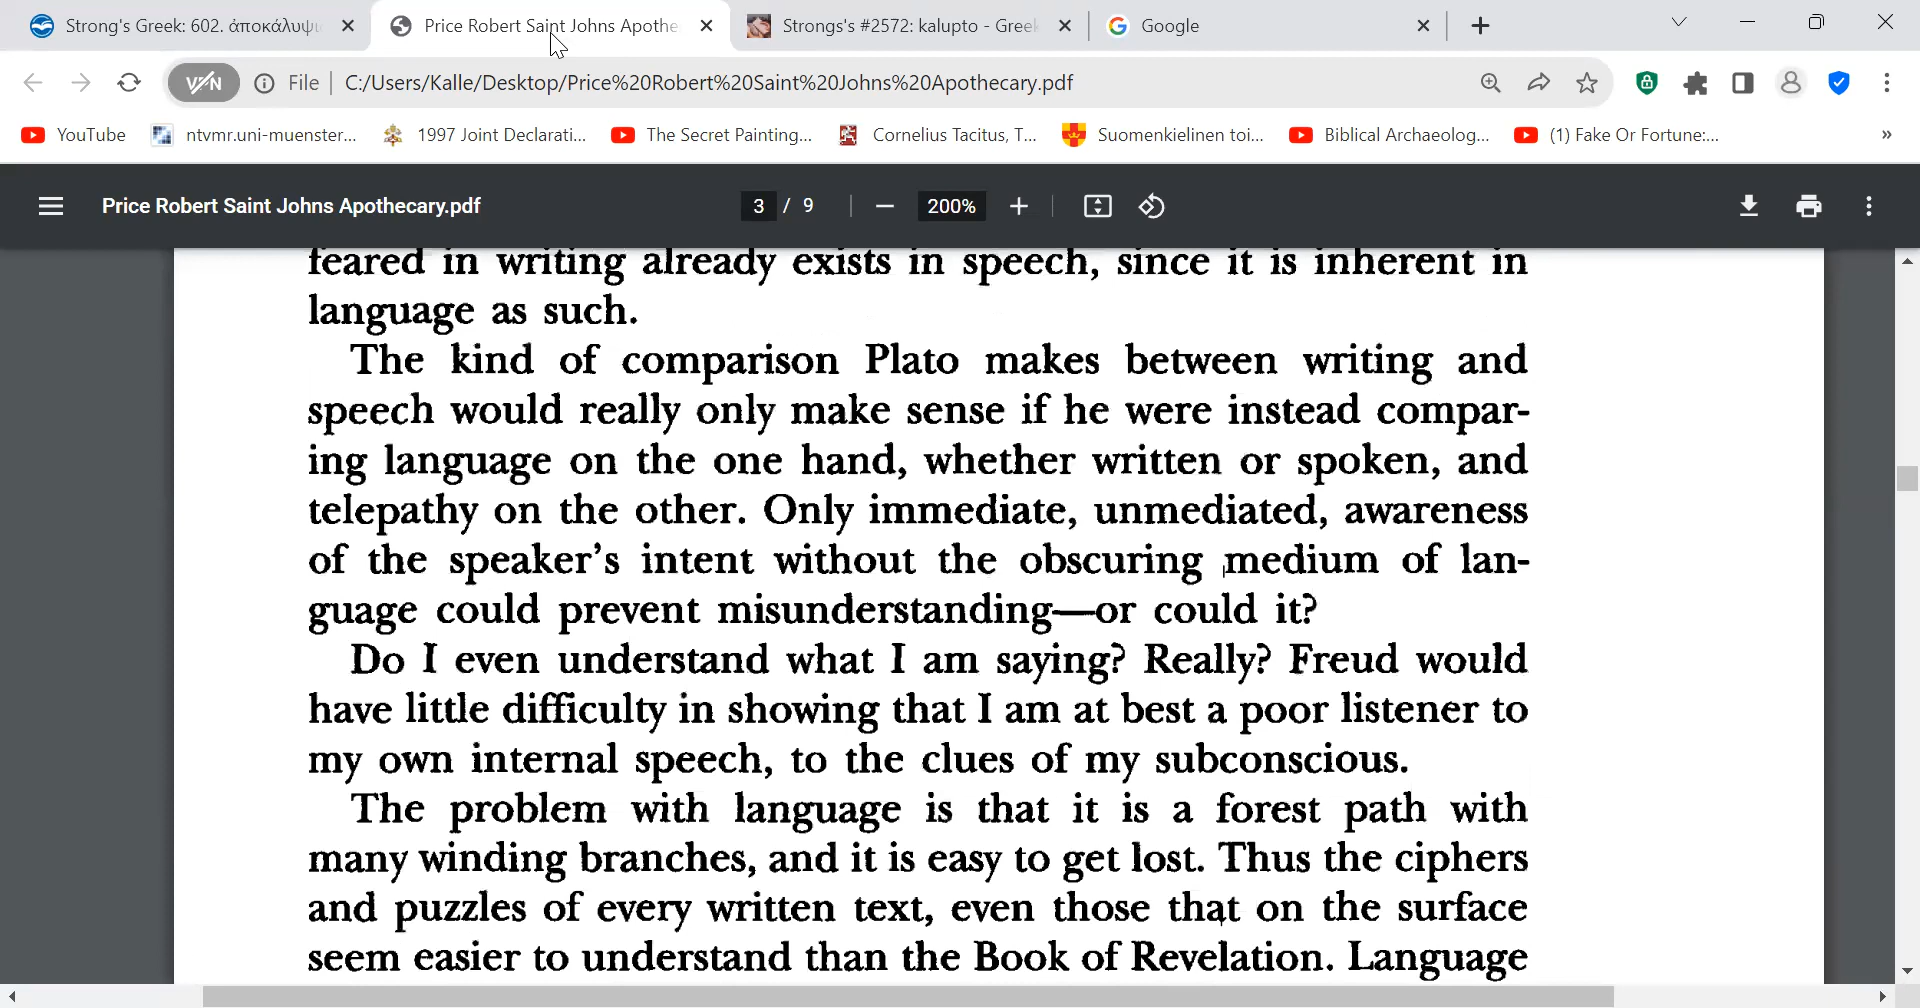 Strong's Greek: 602. ἀποκάλυψι
Price Robert Saint Johns Apothe
Strongs's #2572: kalupto - Greek
Google
VPN
File
C:/Users/Kalle/Desktop/Price%20Robert%20Saint%20Johns%20Apothecary.pdf
YouTube
ntvmr.uni-muenster...
1997 Joint Declarati...
The Secret Painting...
Cornelius Tacitus, T...
Suomenkielinen toi...
Biblical Archaeolog...
(1) Fake Or Fortune:...
»
Price Robert Saint Johns Apothecary.pdf
3 / 9
200%
feared in writing already exists in speech, since it is inherent in
language as such.
The kind of comparison Plato makes between writing and
speech would really only make sense if he were instead compar-
ing language on the one hand, whether written or spoken, and
telepathy on the other. Only immediate, unmediated, awareness
of the speaker's intent without the obscuring medium of lan-
guage could prevent misunderstanding—or could it?
Do I even understand what I am saying? Really? Freud would
have little difficulty in showing that I am at best a poor listener to
my own internal speech, to the clues of my subconscious.
The problem with language is that it is a forest path with
many winding branches, and it is easy to get lost. Thus the ciphers
and puzzles of every written text, even those that on the surface
seem easier to understand than the Book of Revelation. Language